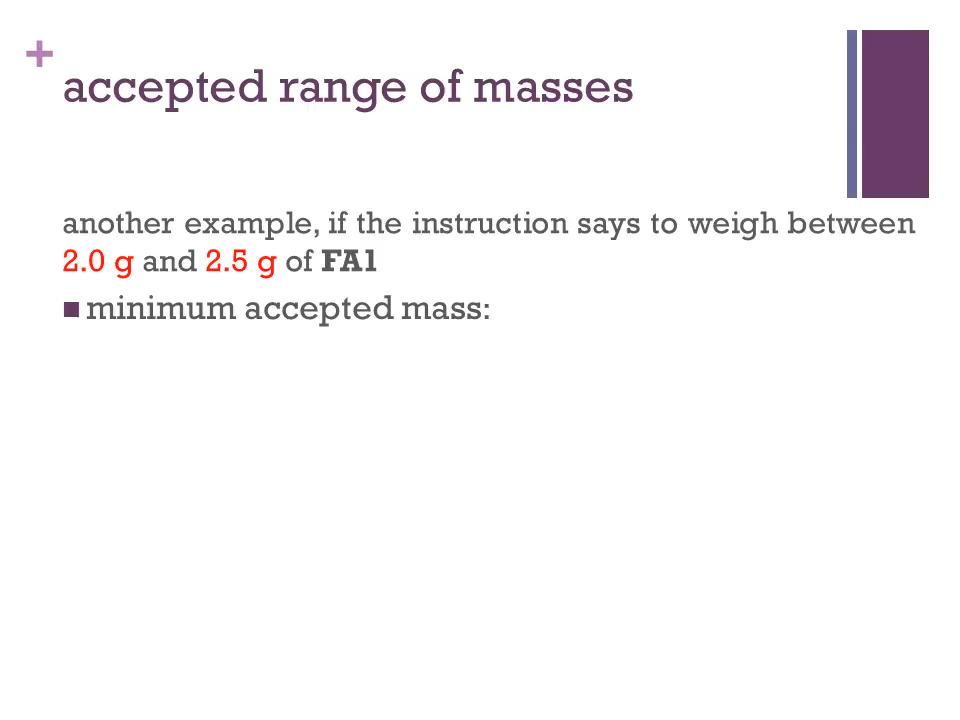 +
accepted range of masses
another example, if the instruction says to weigh between
2.0 g and 2.5 g of FA1
■ minimum accepted mass: